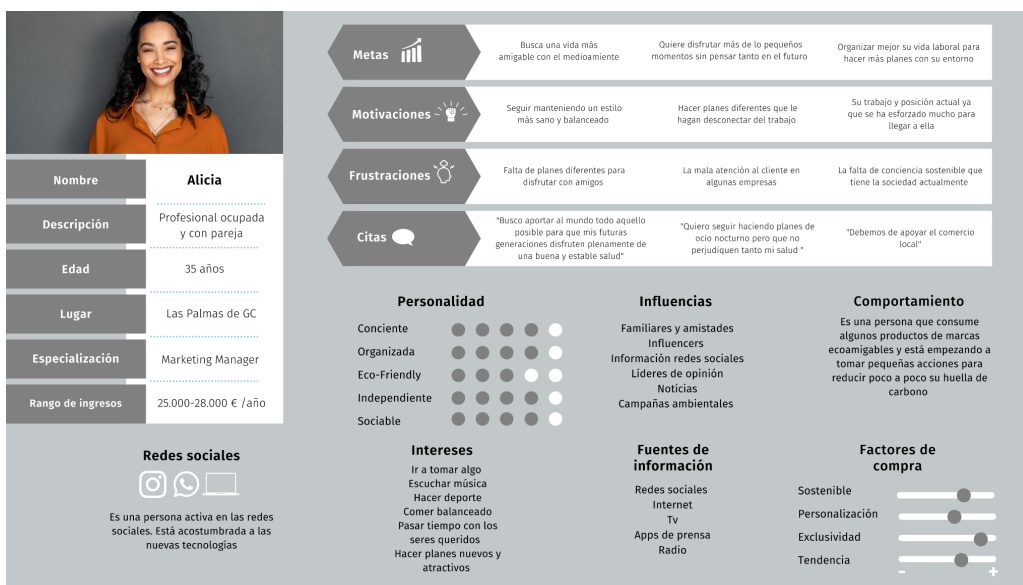 Nombre
Alicia
Descripción
Profesional ocupada
y con pareja
Edad
35 años
Lugar
Las Palmas de GC
Especialización
Marketing Manager
Rango de ingresos
25.000-28.000 € /año
Redes sociales
Es una persona activa en las redes
sociales. Está acostumbrada a las
nuevas tecnologías
Metas
Busca una vida más
amigable con el medioamiente
Quiere disfrutar más de lo pequeños
momentos sin pensar tanto en el futuro
Organizar mejor su vida laboral para
hacer más planes con su entorno
Motivaciones
Seguir manteniendo un estilo
más sano y balanceado
Hacer planes diferentes que le
hagan desconectar del trabajo
Su trabajo y posición actual ya
que se ha esforzado mucho para
llegar a ella
Frustraciones
Falta de planes diferentes para
disfrutar con amigos
La mala atención al cliente en
algunas empresas
La falta de conciencia sostenible que
tiene la sociedad actualmente
Citas
"Busco aportar al mundo todo aquello
posible para que mis futuras
generaciones disfruten plenamente de
una buena y estable salud"
"Quiero seguir haciendo planes de
ocio nocturno pero que no
perjudiquen tanto mi salud "
"Debemos de apoyar el comercio
local"
Personalidad
Conciente
Organizada
Eco-Friendly
Independiente
Sociable
Influencias
Familiares y amistades
Influencers
Información redes sociales
Líderes de opinión
Noticias
Campañas ambientales
Comportamiento
Es una persona que consume
algunos productos de marcas
ecoamigables y está empezando a
tomar pequeñas acciones para
reducir poco a poco su huella de
carbono
Intereses
Ir a tomar algo
Escuchar música
Hacer deporte
Comer balanceado
Pasar tiempo con los
seres queridos
Hacer planes nuevos y
atractivos
Fuentes de
información
Redes sociales
Internet
Tv
Apps de prensa
Radio
Factores de
compra
Sostenible
Personalización
Exclusividad
Tendencia
- +